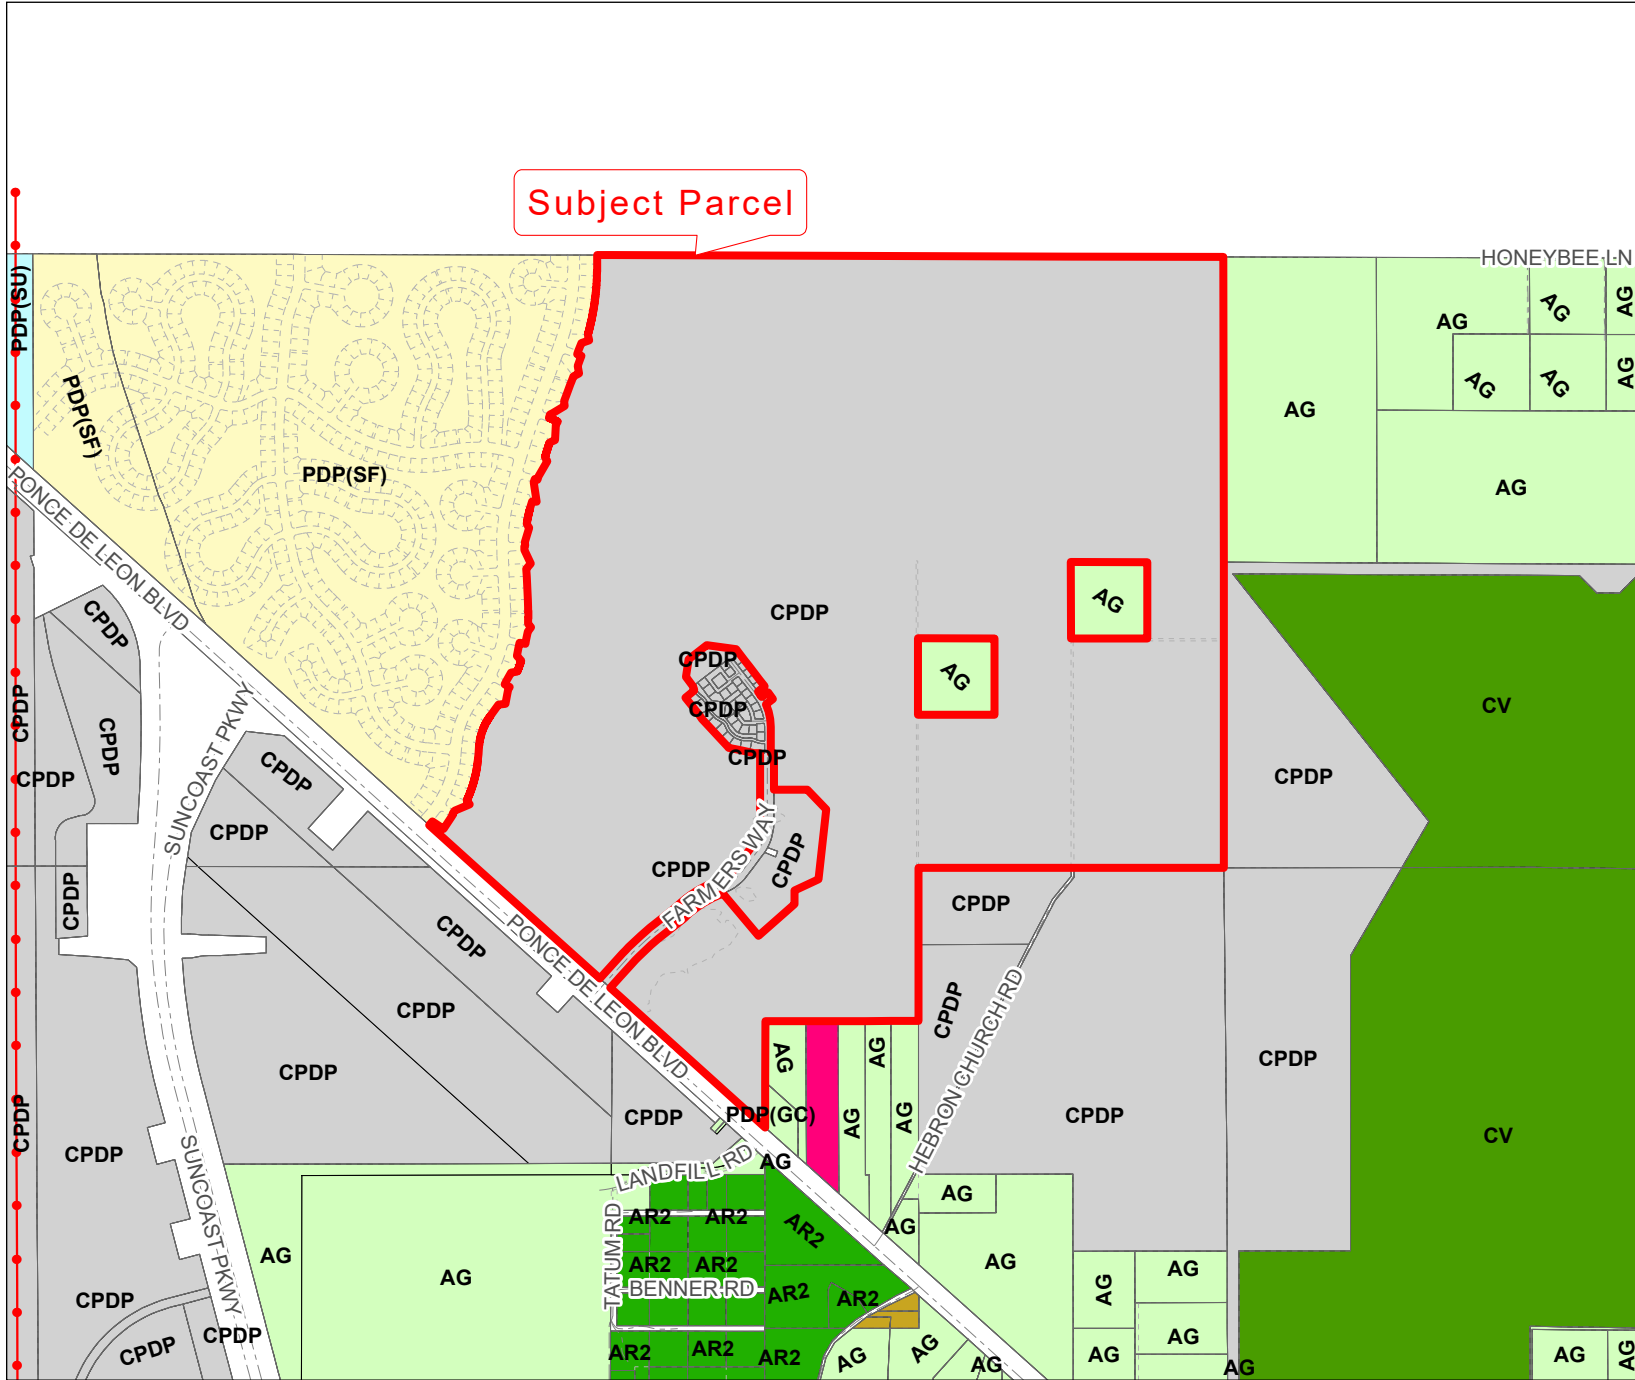 Subject Parcel
HONEYBEE LN
PDP(SU)
AG
AG
AG
AG
AG
AG
AG
AG
PDP(SF)
PDP(SF)
AG
PONCE DE LEON BLVD
CPDP
CPDP
AG
AG
CPDP
CPDP
CPDP
CV
CPDP
CPDP
CPDP
CPDP
CPDP
CPDP
SUNCOAST PKWY
CPDP
FARMERS WAY
CPDP
CPDP
CPDP
CPDP
CPDP
PONCE DE LEON BLVD
CPDP
CPDP
HEBRON CHURCH RD
CPDP
AG
AG
CPDP
CPDP
CPDP
PDP(GC)
AG
AG
CPDP
CPDP
CV
CPDP
LANDFILL RD
AG
SUNCOAST PKWY
AG
AR2
AR2
AR2
AG
TATUM RD
AG
AG
AR2
AR2
AG
AG
AG
BENNER RD
AR2
AR2
AG
CPDP
CPDP
CPDP
AR2
AR2
AR2
AG
AG
AG
AG
AG
AG
AG
AG